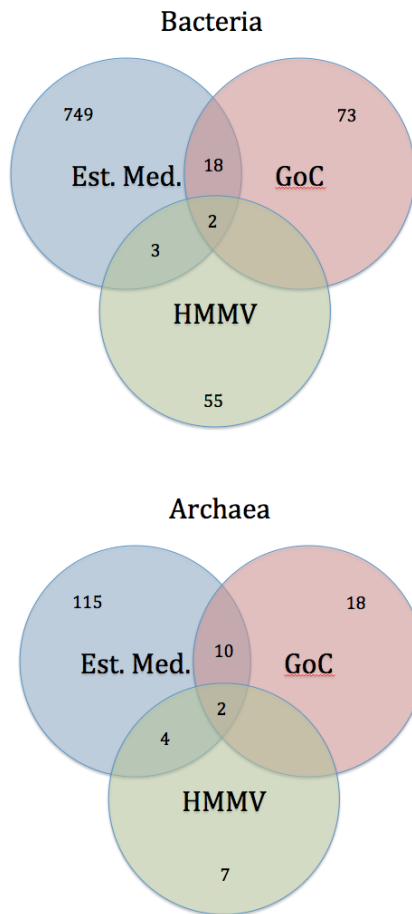 Bacteria
749
73
18
Est. Med.
GoC
2
3
HMMV
55
Archaea
115
18
10
Est. Med.
GoC
2
4
HMMV
7